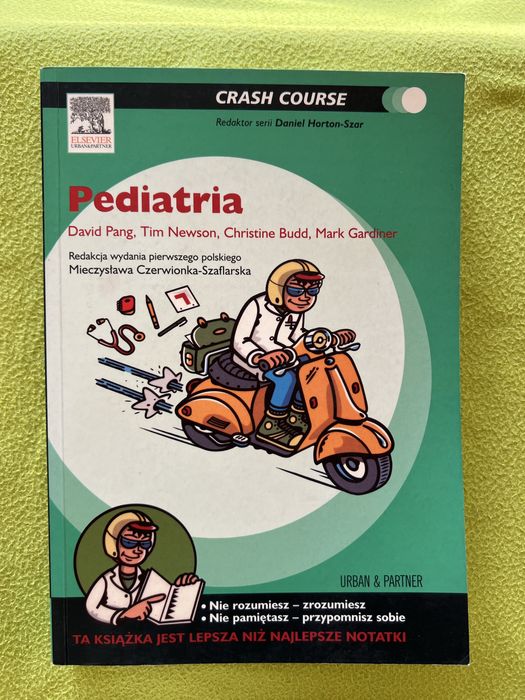 CRASH COURSE
Redaktor serii Daniel Horton-Szar
ELSEVIER
URBAN&PARTNER
Pediatria
David Pang, Tim Newson, Christine Budd, Mark Gardiner
Redakcja wydania pierwszego polskiego
Mieczysława Czerwionka-Szaflarska
L
URBAN & PARTNER
• Nie rozumiesz – zrozumiesz
• Nie pamiętasz – przypomnisz sobie
TA KSIĄŻKA JEST LEPSZA NIŻ NAJLEPSZE NOTATKI